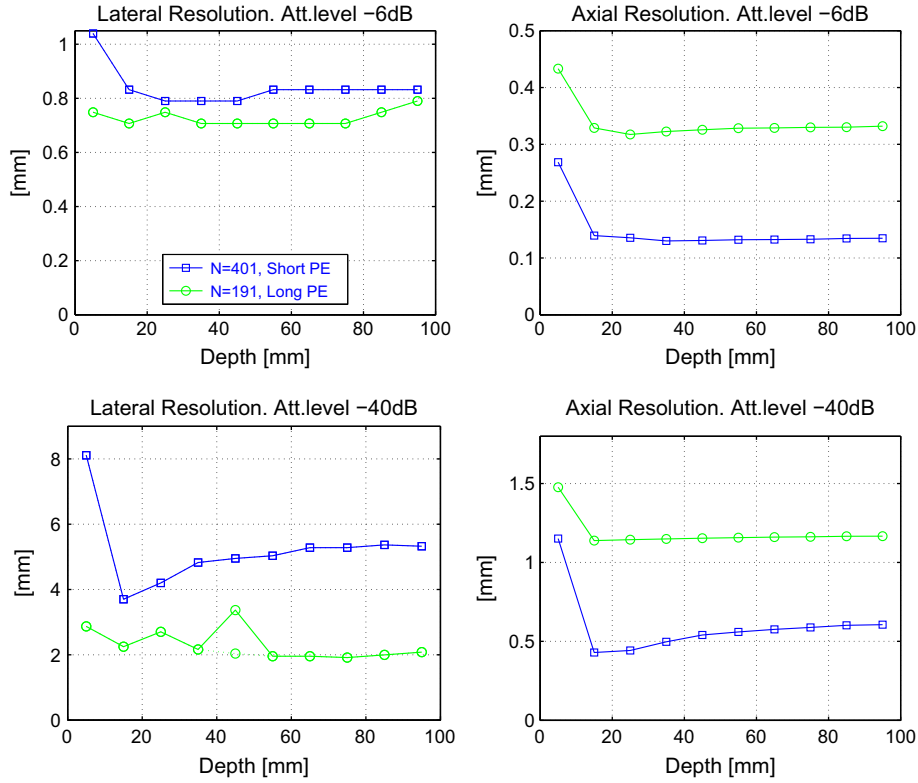 Lateral Resolution. Att.level −6dB
1
0.8
0.6
0.4
0.2
0
[mm]
N=401, Short PE
N=191, Long PE
0 20 40 60 80 100
Depth [mm]
Axial Resolution. Att.level −6dB
0.5
0.4
0.3
0.2
0.1
0
[mm]
0 20 40 60 80 100
Depth [mm]
Lateral Resolution. Att.level −40dB
8
6
4
2
0
[mm]
0 20 40 60 80 100
Depth [mm]
Axial Resolution. Att.level −40dB
1.5
1
0.5
0
[mm]
0 20 40 60 80 100
Depth [mm]